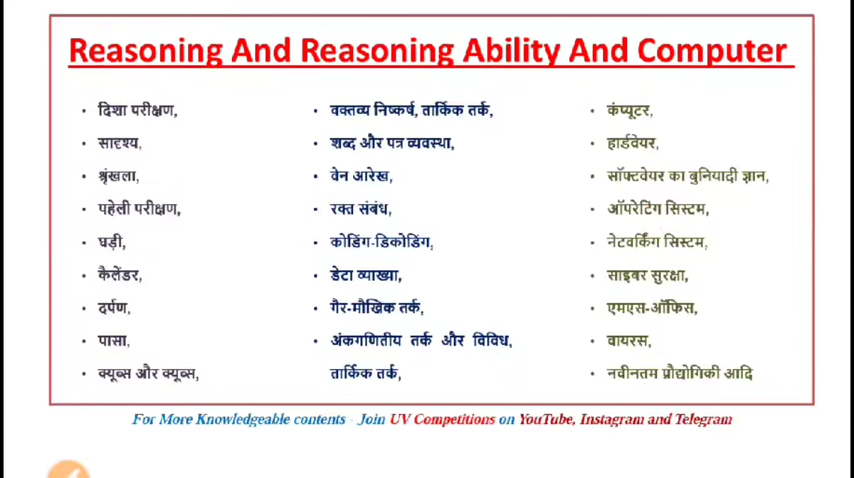 Reasoning And Reasoning Ability And Computer
• दिशा परीक्षण,
• सादृश्य,
• श्रृंखला,
• पहेली परीक्षण,
• घड़ी,
• कैलेंडर,
• दर्पण,
• पासा,
• क्यूब्स और क्यूब्स,
• वक्तव्य निष्कर्ष, तार्किक तर्क,
• शब्द और पत्र व्यवस्था,
• वेन आरेख,
• रक्त संबंध,
• कोडिंग-डिकोडिंग,
• डेटा व्याख्या,
• गैर-मौखिक तर्क,
• अंकगणितीय तर्क और विविध,
तार्किक तर्क,
• कंप्यूटर,
• हार्डवेयर,
• सॉफ्टवेयर का बुनियादी ज्ञान,
• ऑपरेटिंग सिस्टम,
• नेटवर्किंग सिस्टम,
• साइबर सुरक्षा,
• एमएस-ऑफिस,
• वायरस,
• नवीनतम प्रौद्योगिकी आदि
For More Knowledgeable contents - Join UV Competitions on YouTube, Instagram and Telegram